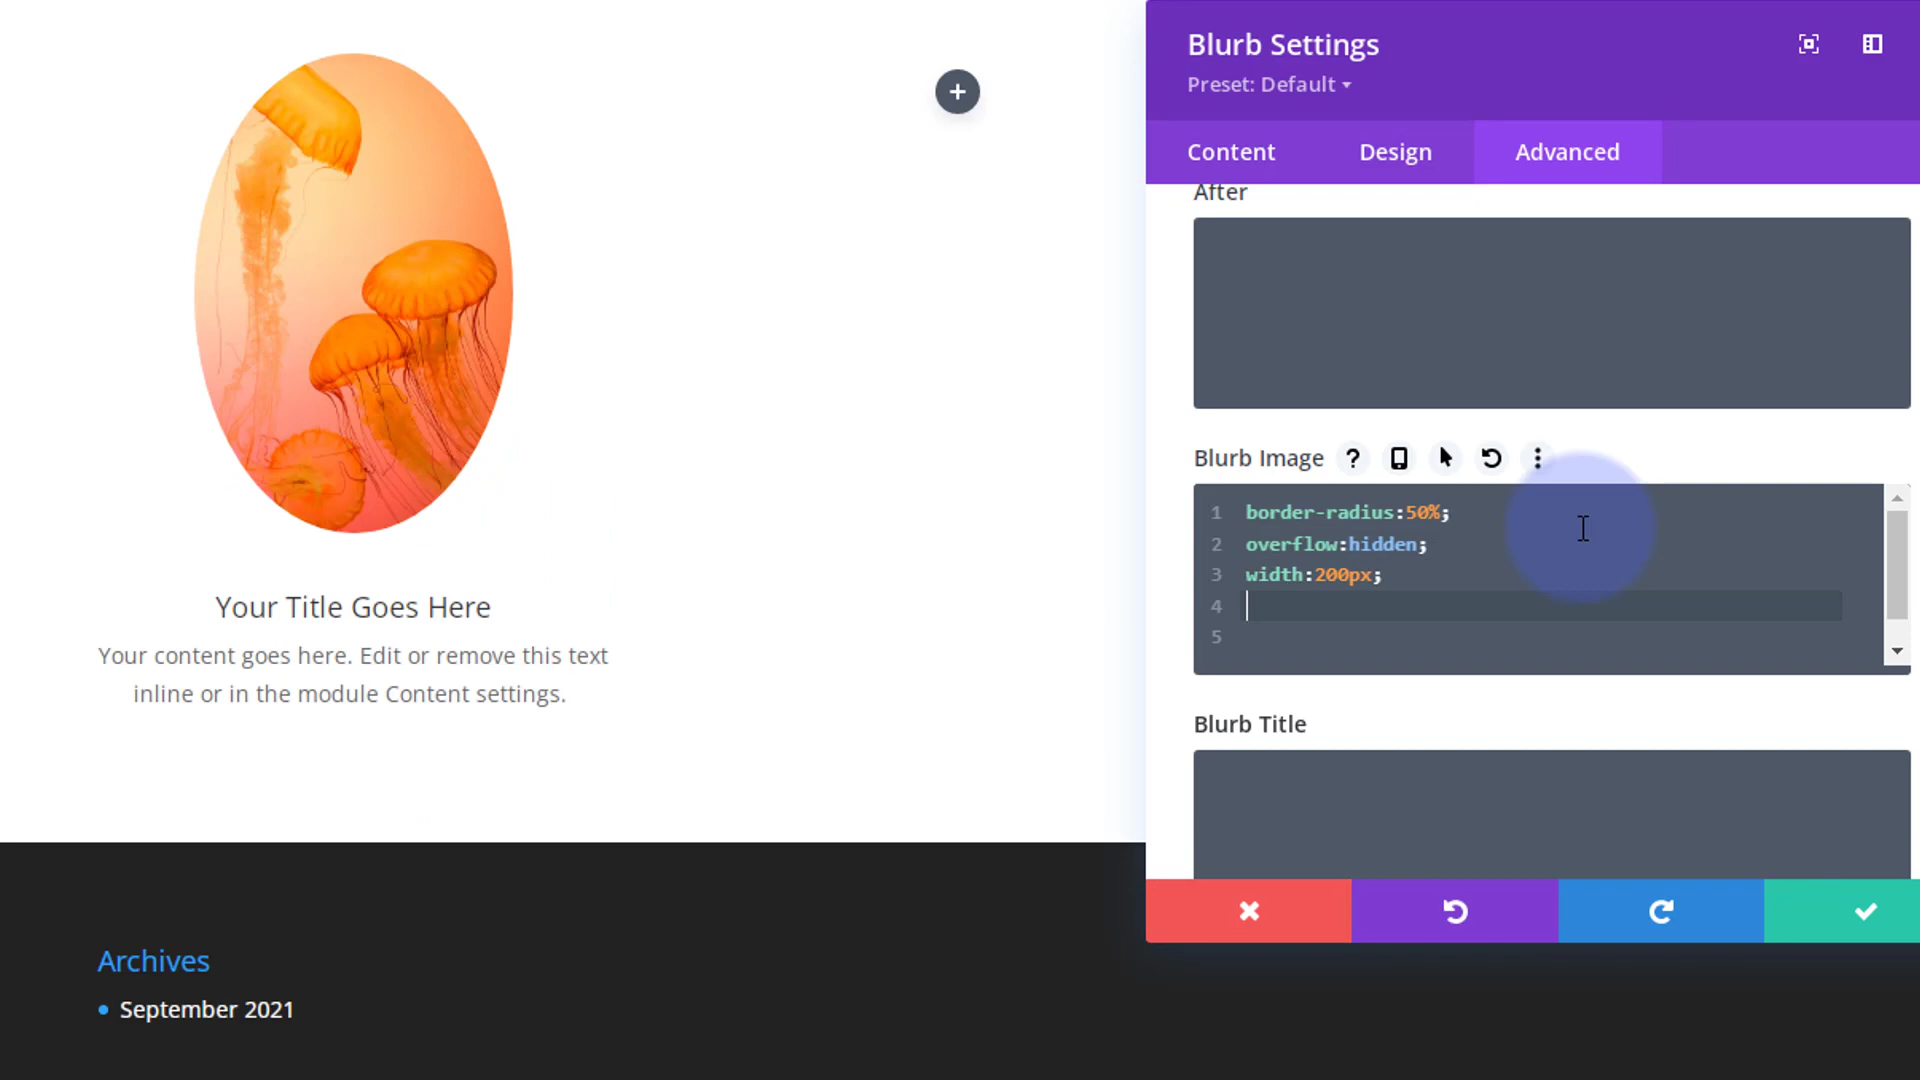 Your Title Goes Here
Your content goes here. Edit or remove this text
inline or in the module Content settings.
Archives
September 2021
Blurb Settings
Preset: Default
Content Design Advanced
After
Blurb Image ?
1 border-radius:50%;
2 overflow:hidden;
3 width:200px;
4
5
Blurb Title